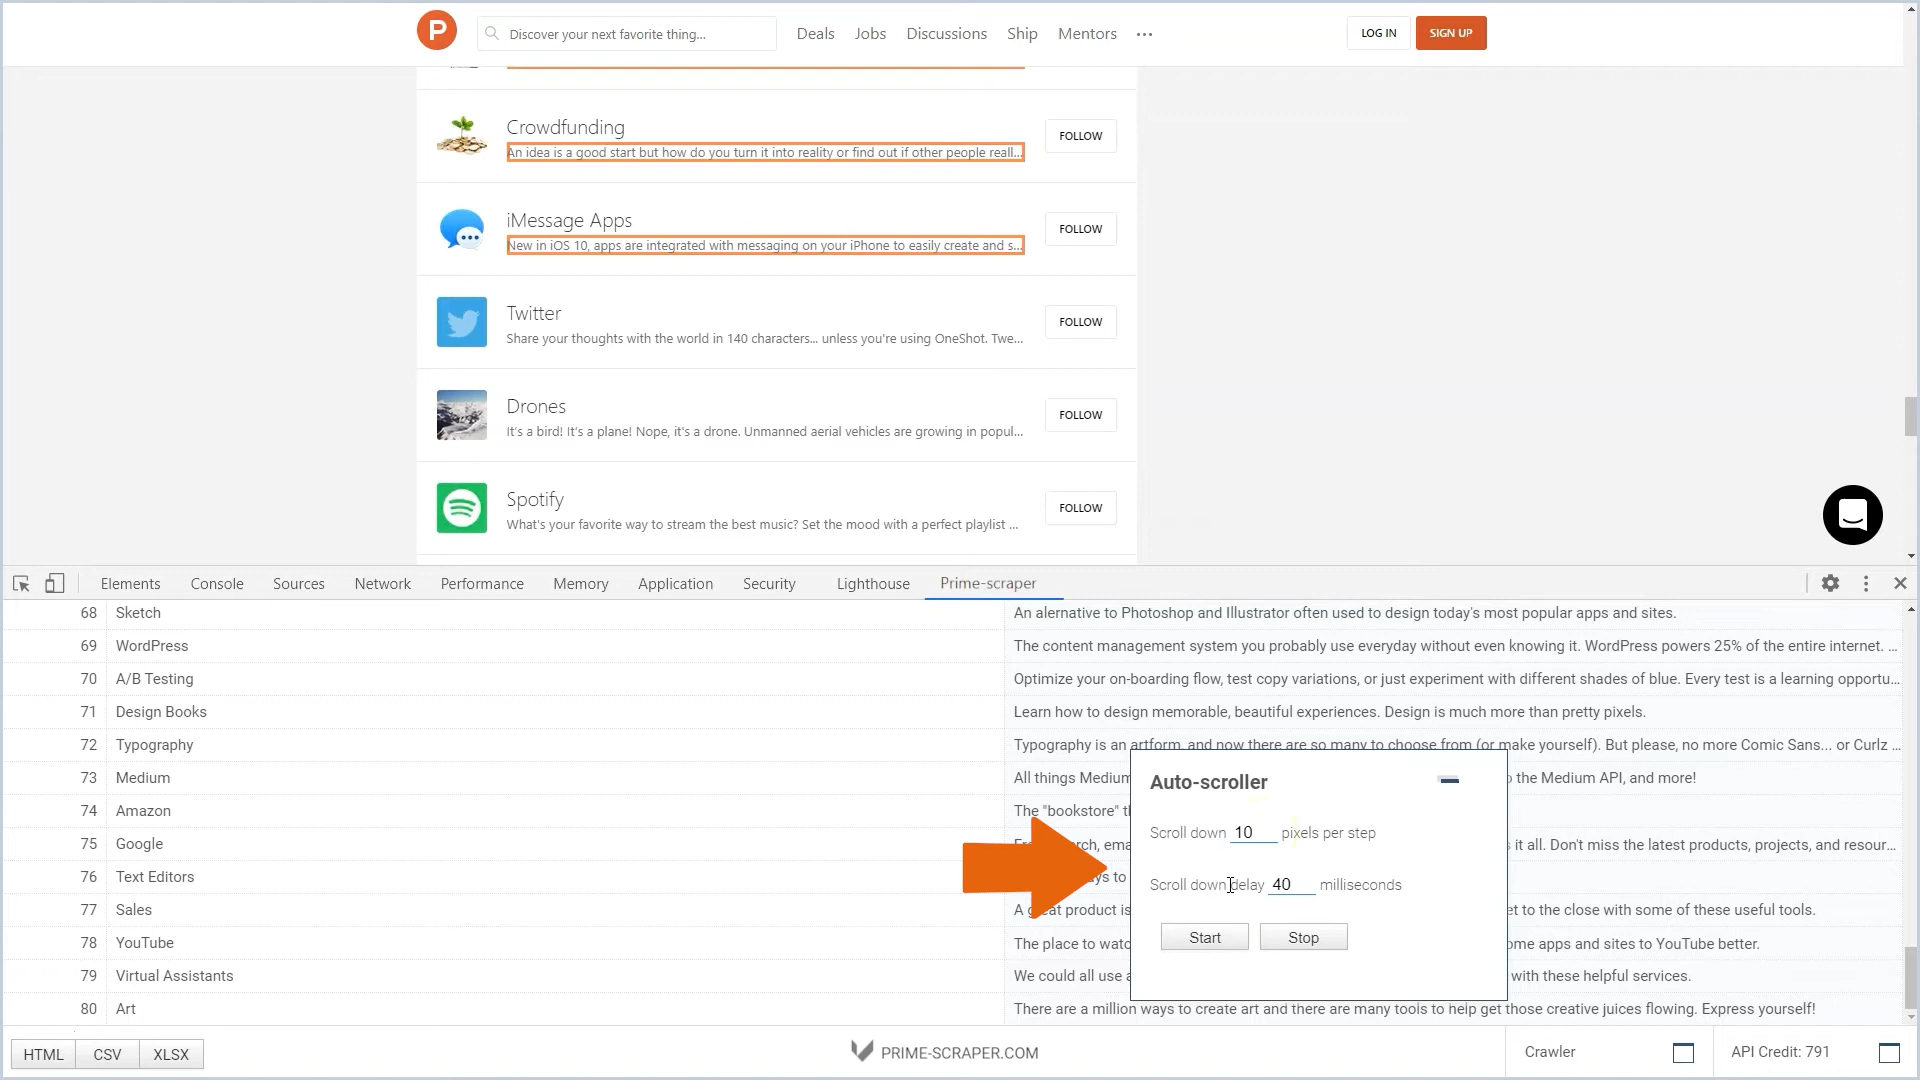 P
Discover your next favorite thing...
Deals
Jobs
Discussions
Ship
Mentors
LOG IN
SIGN UP
Crowdfunding
An idea is a good start but how do you turn it into reality or find out if other people reall...
FOLLOW
iMessage Apps
New in iOS 10, apps are integrated with messaging on your iPhone to easily create and s...
FOLLOW
Twitter
Share your thoughts with the world in 140 characters... unless you're using OneShot. Twe...
FOLLOW
Drones
It's a bird! It's a plane! Nope, it's a drone. Unmanned aerial vehicles are growing in popul...
FOLLOW
Spotify
What's your favorite way to stream the best music? Set the mood with a perfect playlist ...
FOLLOW
Elements
Console
Sources
Network
Performance
Memory
Application
Security
Lighthouse
Prime-scraper
68 Sketch An alernative to Photoshop and Illustrator often used to design today's most popular apps and sites.
69 WordPress The content management system you probably use everyday without even knowing it. WordPress powers 25% of the entire internet. ...
70 A/B Testing Optimize your on-boarding flow, test copy variations, or just experiment with different shades of blue. Every test is a learning opportu...
71 Design Books Learn how to design memorable, beautiful experiences. Design is much more than pretty pixels.
72 Typography Typography is an artform, and now there are so many to choose from (or make yourself). But please, no more Comic Sans... or Curlz ...
73 Medium All things Medium the Medium API, and more!
74 Amazon The "bookstore"
75 Google it all. Don't miss the latest products, projects, and resour...
76 Text Editors to
77 Sales A great product is to the close with some of these useful tools.
78 YouTube The place to watc apps and sites to YouTube better.
79 Virtual Assistants We could all use a with these helpful services.
80 Art There are a million ways to create art and there are many tools to help get those creative juices flowing. Express yourself!
Auto-scroller
Scroll down 10 pixels per step
Scroll down delay 40 milliseconds
Start
Stop
HTML
CSV
XLSX
PRIME-SCRAPER.COM
Crawler
API Credit: 791